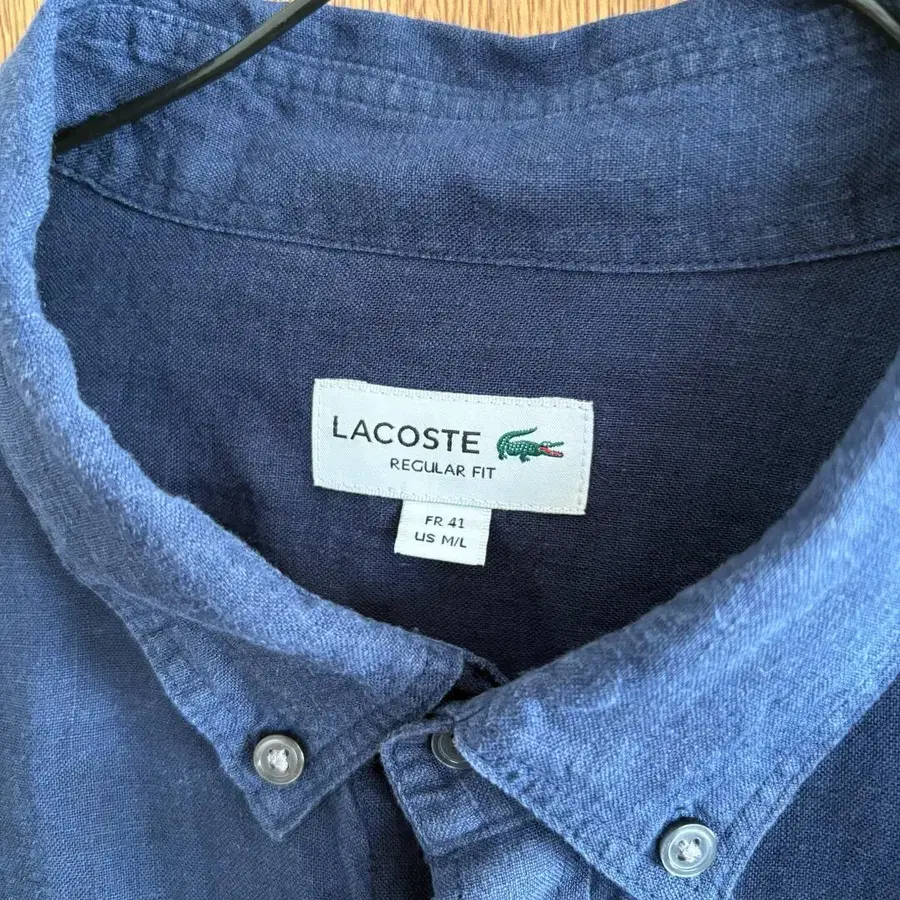 LACOSTE
REGULAR FIT
FR 41
US M/L